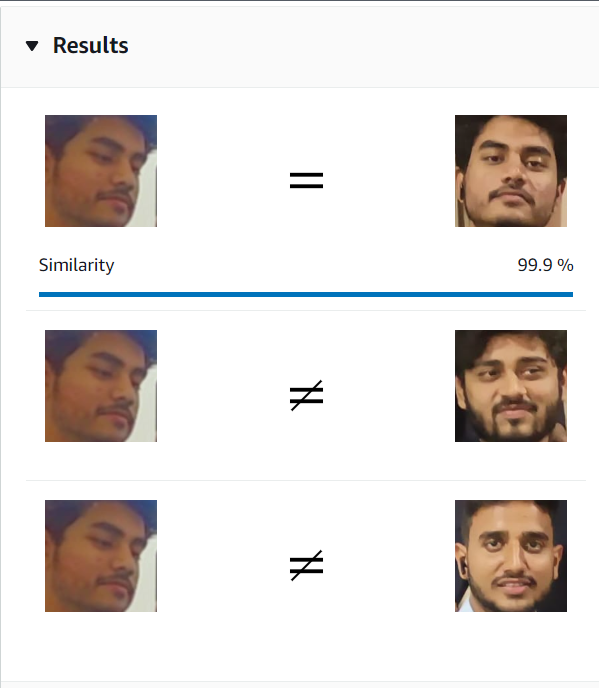 Results
=
Similarity 99.9 %
≠
≠